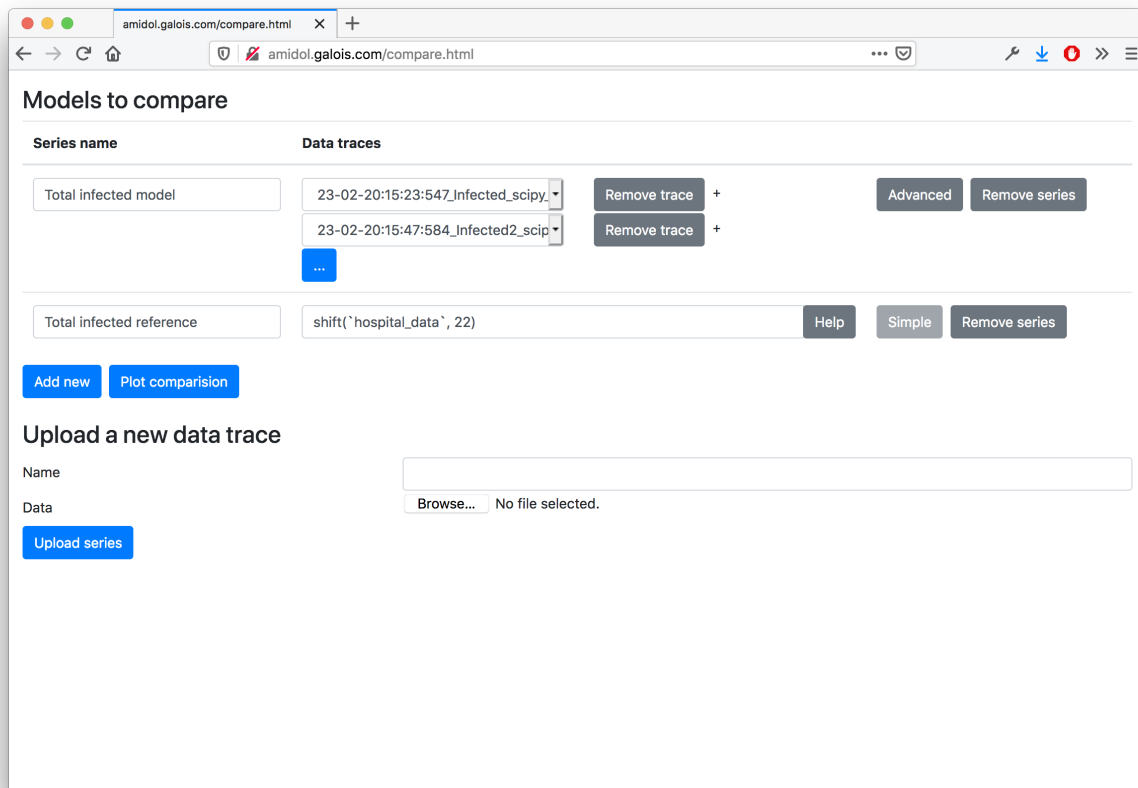 amidol.galois.com/compare.html
amidol.galois.com/compare.html
Models to compare
Series name Data traces
Total infected model 23-02-20:15:23:547_Infected_scipy_ Remove trace + Advanced Remove series
23-02-20:15:47:584_Infected2_scip Remove trace +
...
Total infected reference shift(`hospital_data`, 22) Help Simple Remove series
Add new Plot comparision
Upload a new data trace
Name
Data Browse... No file selected.
Upload series